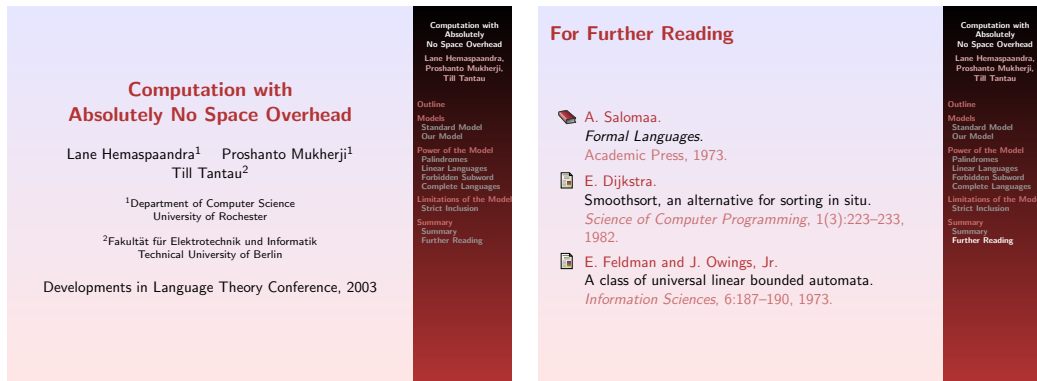 Computation with
Absolutely No Space Overhead
Lane Hemaspaandra¹ Proshanto Mukherji¹
Till Tantau²
¹Department of Computer Science
University of Rochester
²Fakultät für Elektrotechnik und Informatik
Technical University of Berlin
Developments in Language Theory Conference, 2003
Computation with
Absolutely
No Space Overhead
Lane Hemaspaandra,
Proshanto Mukherji,
Till Tantau
Outline
Models
Standard Model
Our Model
Power of the Model
Palindromes
Linear Languages
Forbidden Subword
Complete Languages
Limitations of the Model
Strict Inclusion
Summary
Summary
Further Reading
For Further Reading
A. Salomaa.
Formal Languages.
Academic Press, 1973.
E. Dijkstra.
Smoothsort, an alternative for sorting in situ.
Science of Computer Programming, 1(3):223–233,
1982.
E. Feldman and J. Owings, Jr.
A class of universal linear bounded automata.
Information Sciences, 6:187–190, 1973.
Computation with
Absolutely
No Space Overhead
Lane Hemaspaandra,
Proshanto Mukherji,
Till Tantau
Outline
Models
Standard Model
Our Model
Power of the Model
Palindromes
Linear Languages
Forbidden Subword
Complete Languages
Limitations of the Mode
Strict Inclusion
Summary
Summary
Further Reading